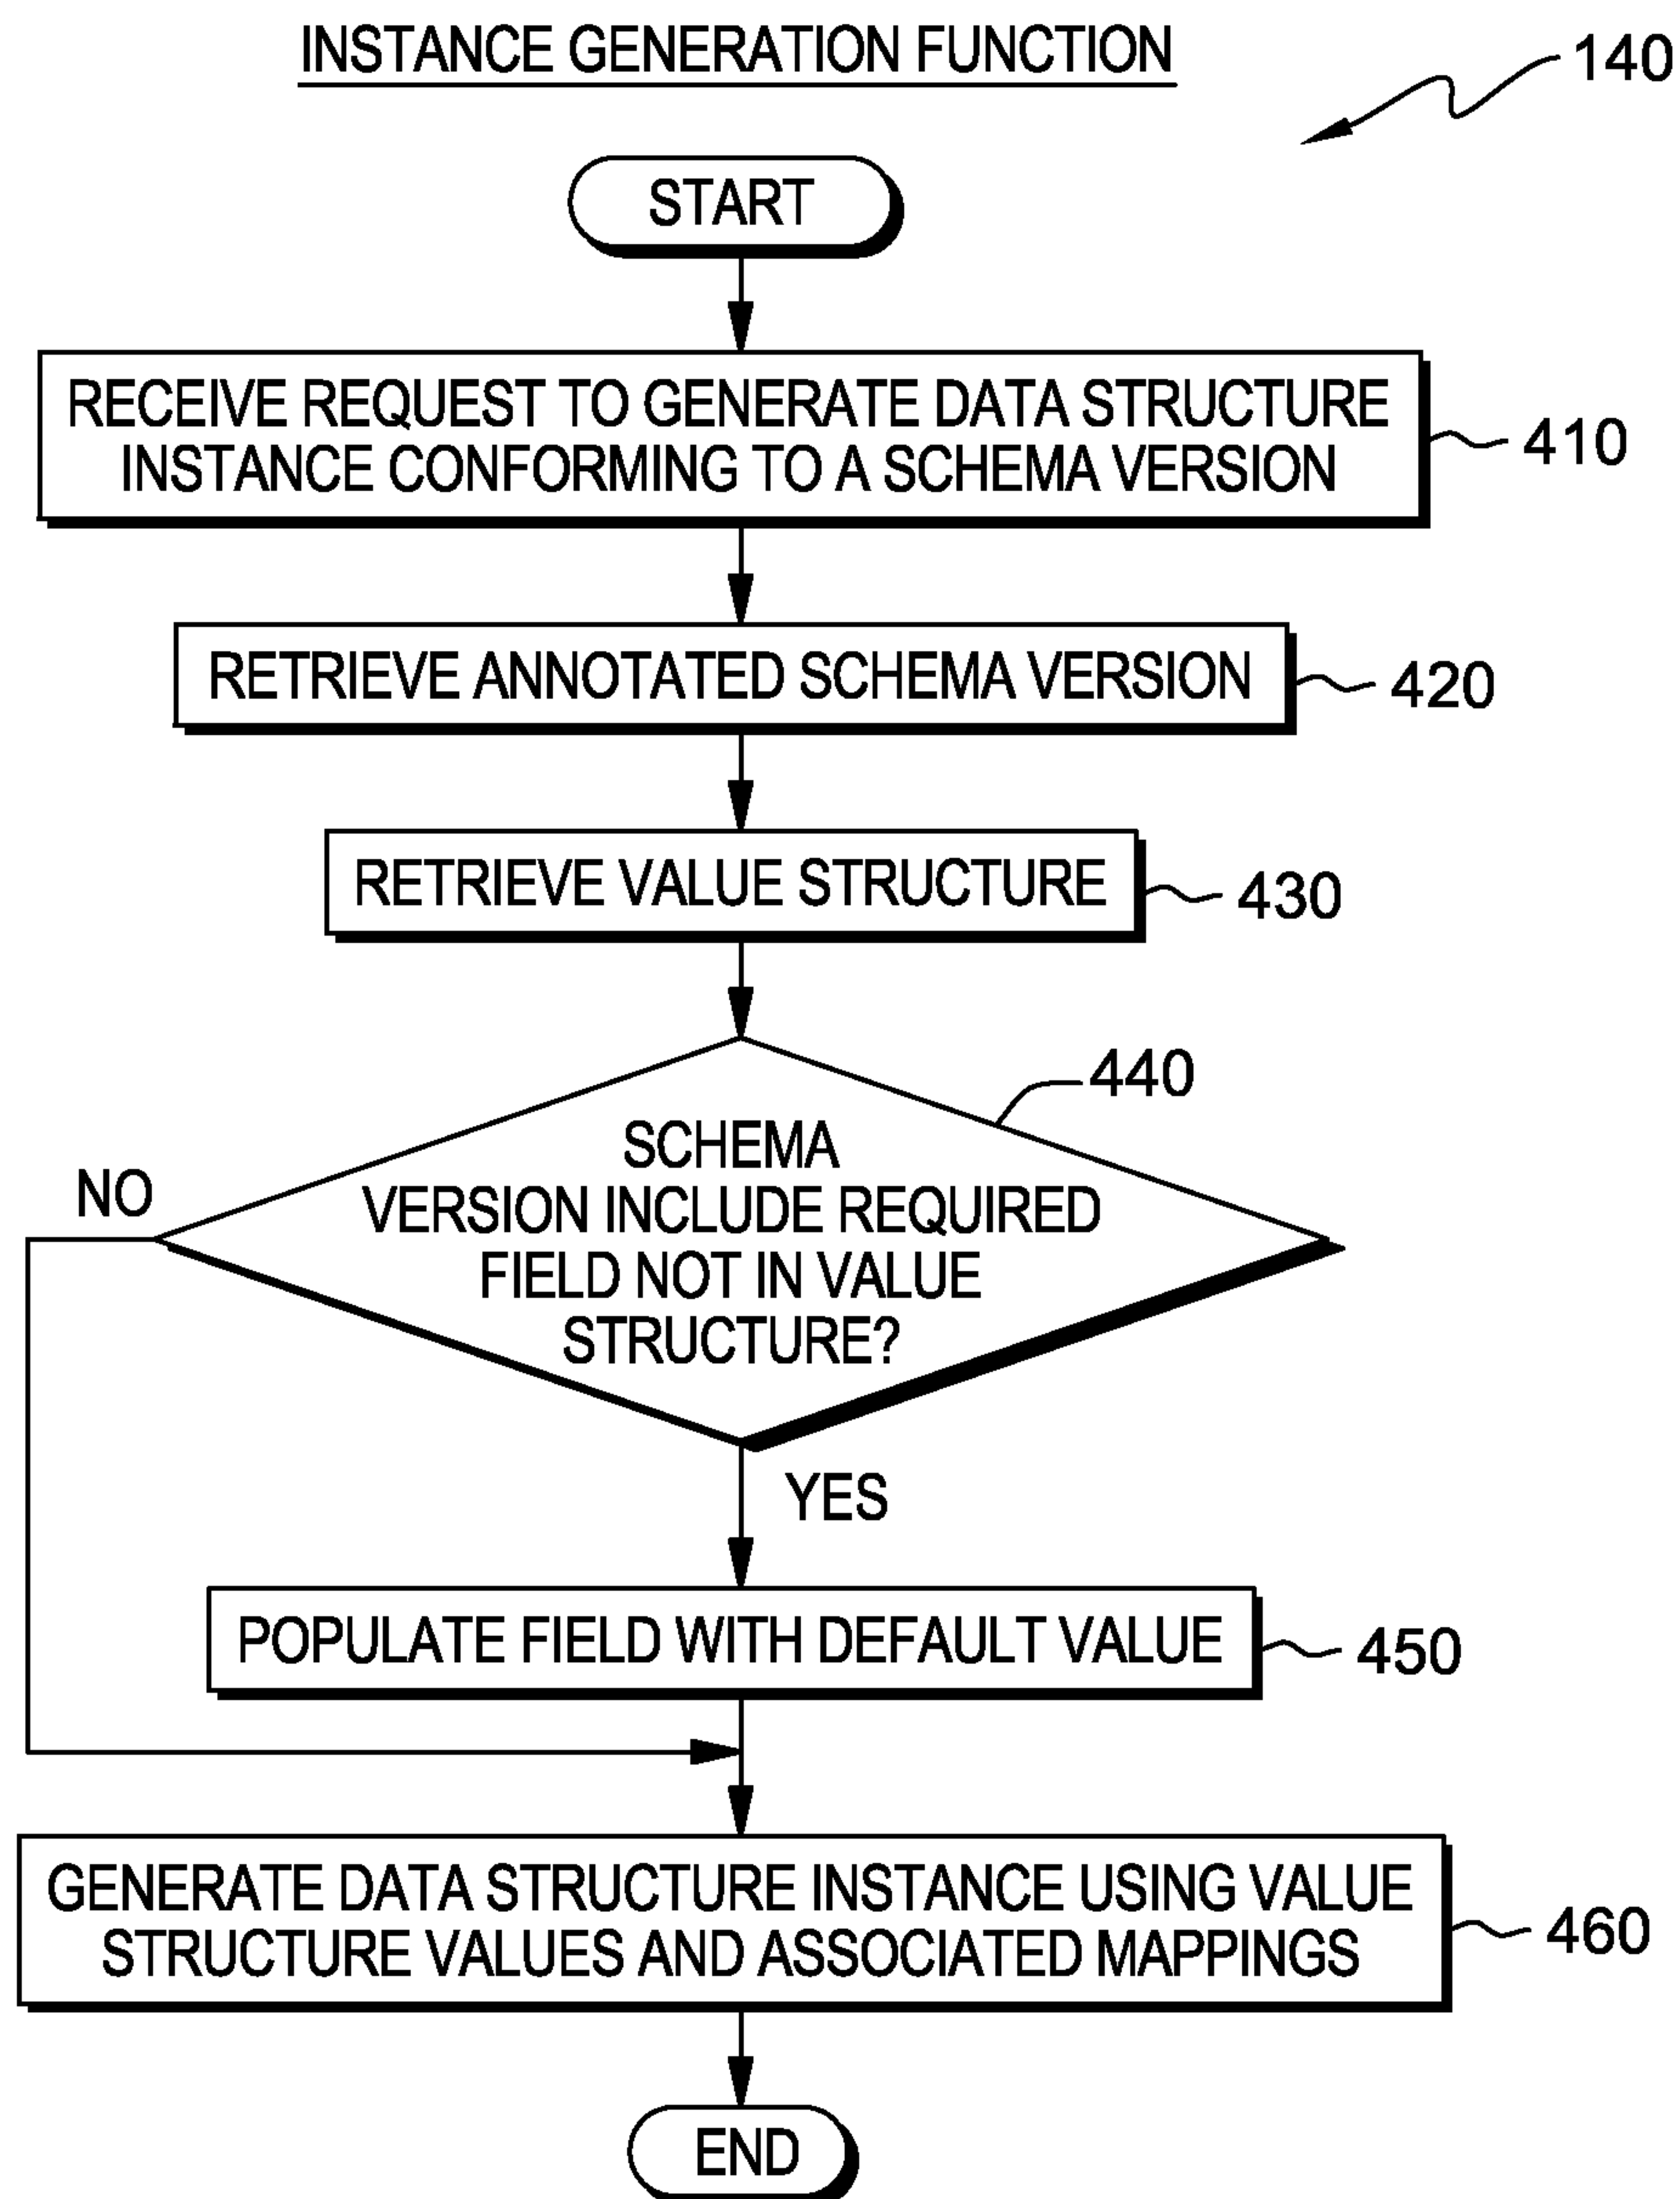 INSTANCE GENERATION FUNCTION
140
START
RECEIVE REQUEST TO GENERATE DATA STRUCTURE
INSTANCE CONFORMING TO A SCHEMA VERSION
410
RETRIEVE ANNOTATED SCHEMA VERSION
420
RETRIEVE VALUE STRUCTURE
430
440
SCHEMA
VERSION INCLUDE REQUIRED
FIELD NOT IN VALUE
STRUCTURE?
NO
YES
POPULATE FIELD WITH DEFAULT VALUE
450
GENERATE DATA STRUCTURE INSTANCE USING VALUE
STRUCTURE VALUES AND ASSOCIATED MAPPINGS
460
END